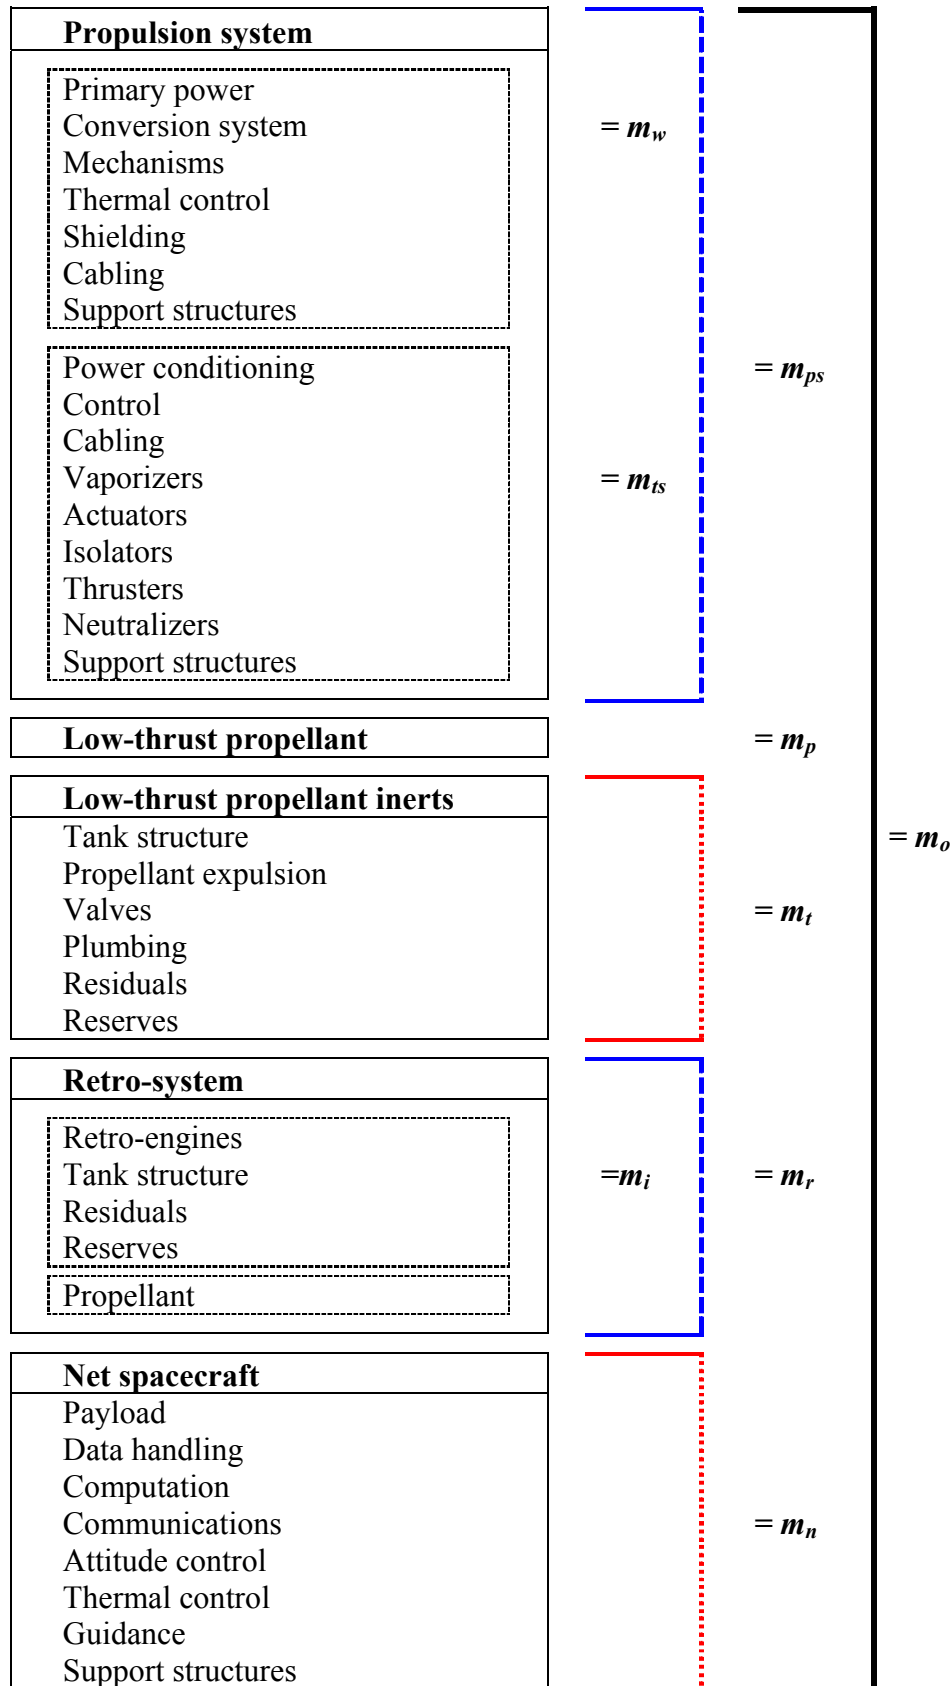 Propulsion system
Primary power
Conversion system
= m_w
Mechanisms
Thermal control
Shielding
Cabling
Support structures
Power conditioning
= m_ps
Control
Cabling
Vaporizers
= m_ts
Actuators
Isolators
Thrusters
Neutralizers
Support structures
Low-thrust propellant
= m_p
Low-thrust propellant inerts
Tank structure
= m_o
Propellant expulsion
Valves
= m_t
Plumbing
Residuals
Reserves
Retro-system
Retro-engines
Tank structure
=m_i
= m_r
Residuals
Reserves
Propellant
Net spacecraft
Payload
Data handling
Computation
Communications
= m_n
Attitude control
Thermal control
Guidance
Support structures